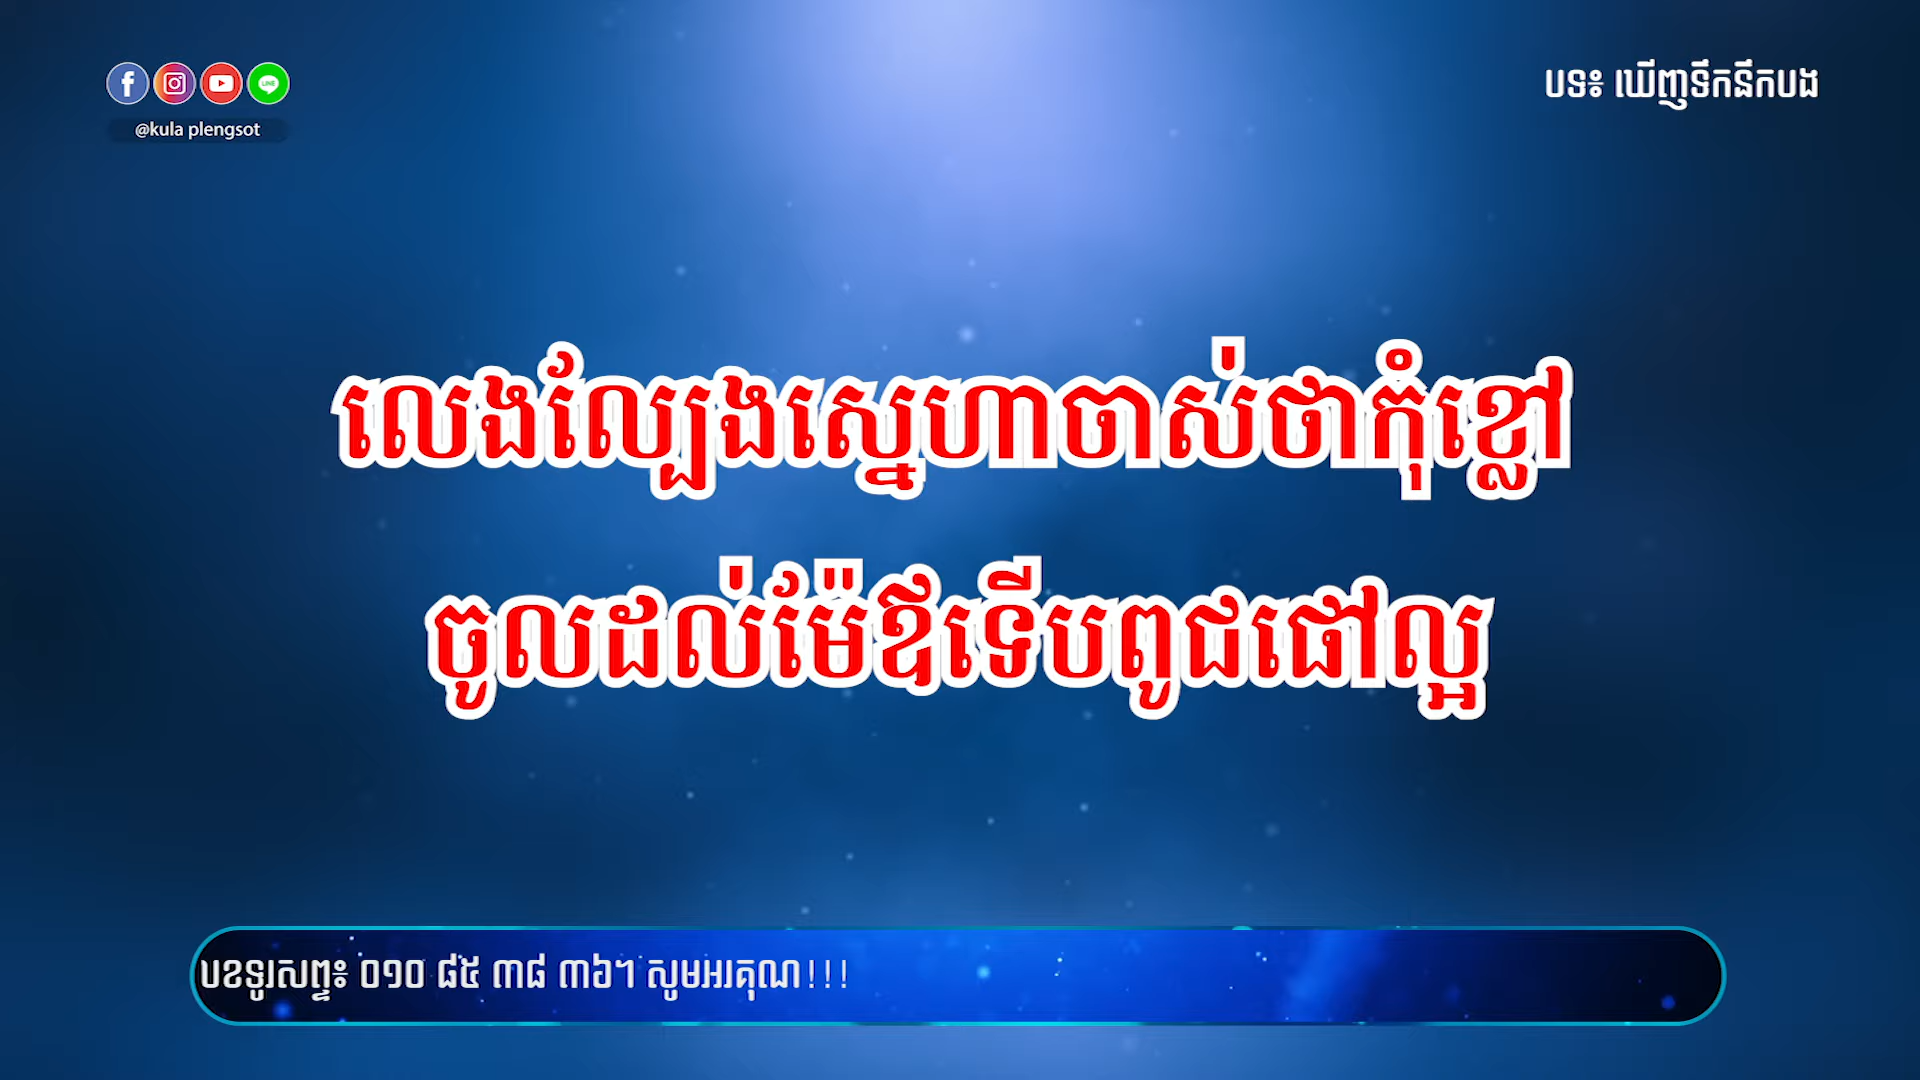 @kula plengsot
បទ៖ ឃើញទឹកនឹកបង
លេងល្បែងស្នេហាចាស់ថាកុំខ្លៅ
ចូលដល់ម៉ែឪទើបពូជផៅល្អ
បខទូរសព្ទ៖ ០១០ ៨៥ ៣៨ ៣៦។ សូមអរគុណ!!!